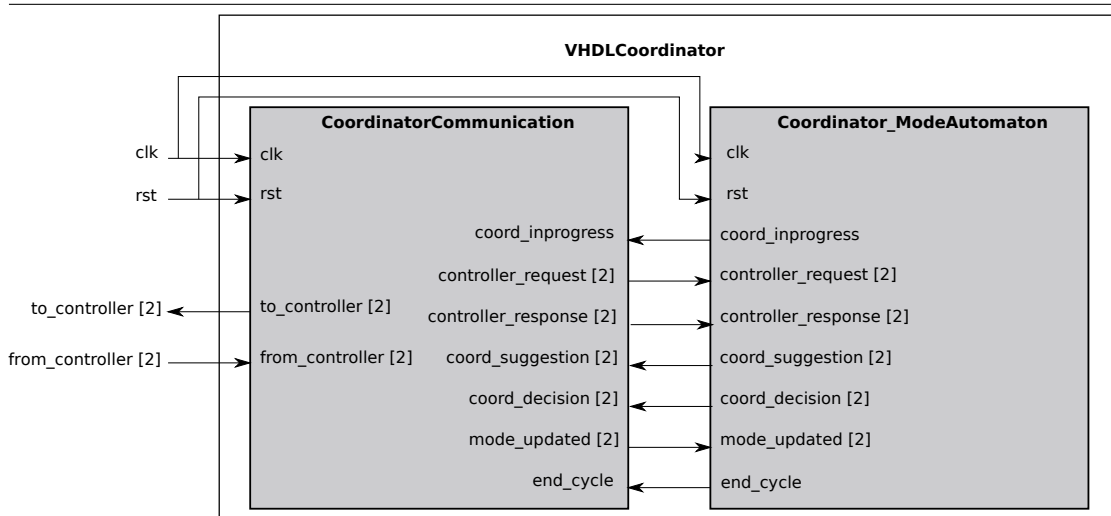 VHDLCoordinator
CoordinatorCommunication
Coordinator_ModeAutomaton
clk
clk
clk
rst
rst
rst
coord_inprogress
coord_inprogress
controller_request [2]
controller_request [2]
to_controller [2]
to_controller [2]
controller_response [2]
controller_response [2]
from_controller [2]
from_controller [2]
coord_suggestion [2]
coord_suggestion [2]
coord_decision [2]
coord_decision [2]
mode_updated [2]
mode_updated [2]
end_cycle
end_cycle